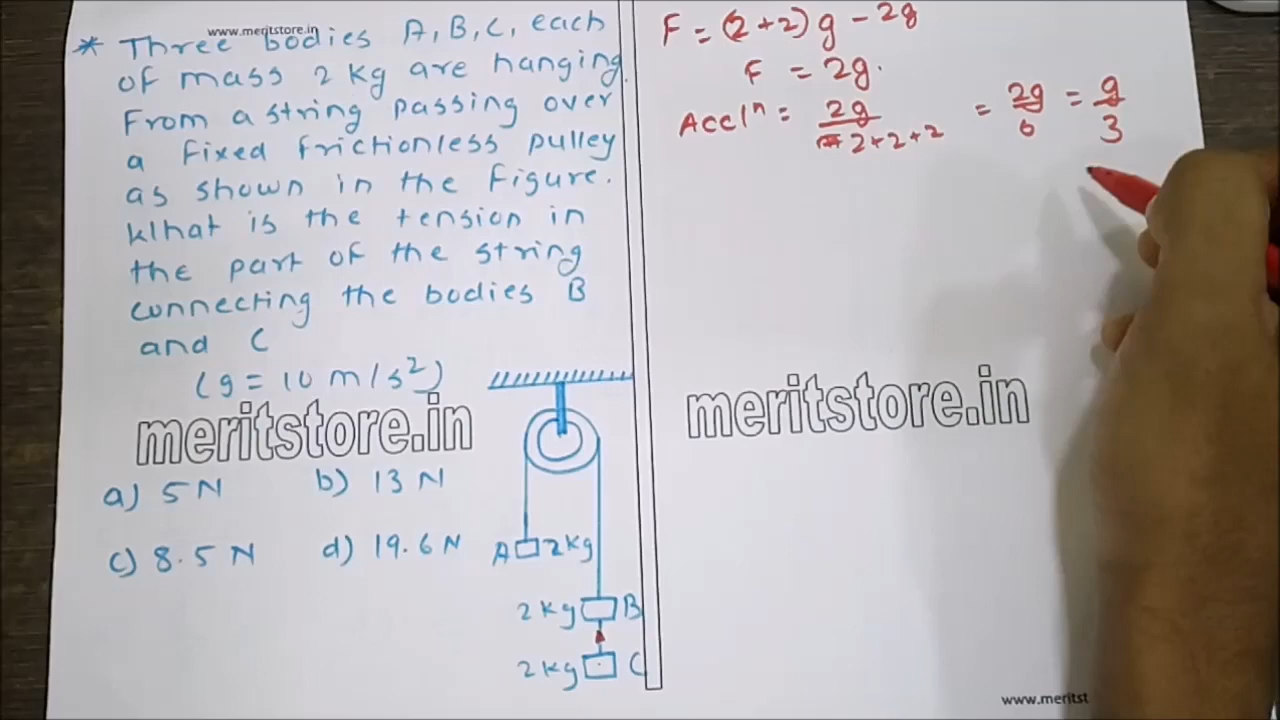 www.meritstore.in
* Three bodies A, B, C, each
of mass 2 kg are hanging
From a string passing over
a fixed frictionless pulley
as shown in the figure.
What is the tension in
the part of the string
connecting the bodies B
and C
(g = 10 m/s²)
meritstore.in
a) 5 N b) 13 N
c) 8.5 N d) 19.6 N
A 2 kg
2 kg B
2 kg C
F = (2+2)g - 2g
F = 2g.
Accln = 2g / 2+2+2 = 2g / 6 = g / 3
meritstore.in
www.meritst